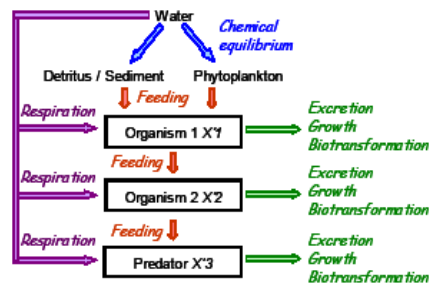 Water
Chemical
equilibrium
Detritus / Sediment
Phytoplankton
Feeding
Respiration
Organism 1 X'1
Excretion
Growth
Biotransformation
Feeding
Respiration
Organism 2 X'2
Excretion
Growth
Biotransformation
Feeding
Respiration
Predator X'3
Excretion
Growth
Biotransformation